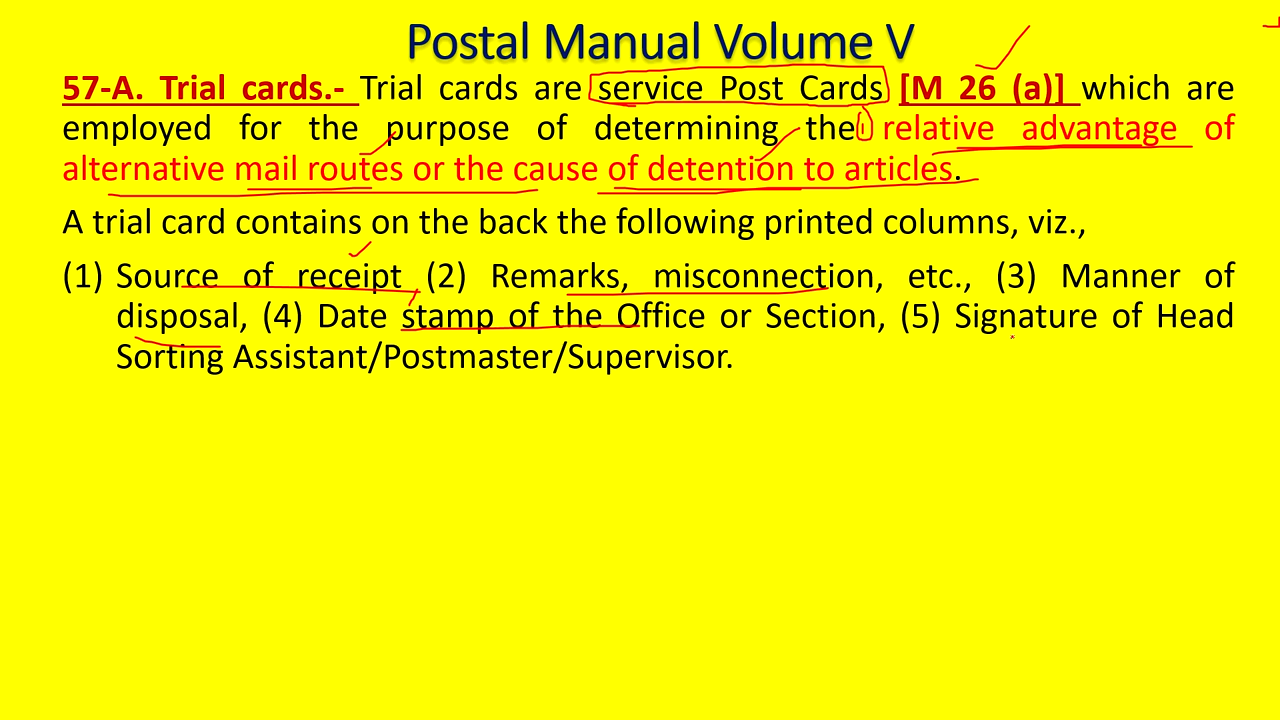 Postal Manual Volume V
57-A. Trial cards.- Trial cards are service Post Cards [M 26 (a)] which are
employed for the purpose of determining the relative advantage of
alternative mail routes or the cause of detention to articles.
A trial card contains on the back the following printed columns, viz.,
(1) Source of receipt (2) Remarks, misconnection, etc., (3) Manner of
disposal, (4) Date stamp of the Office or Section, (5) Signature of Head
Sorting Assistant/Postmaster/Supervisor.